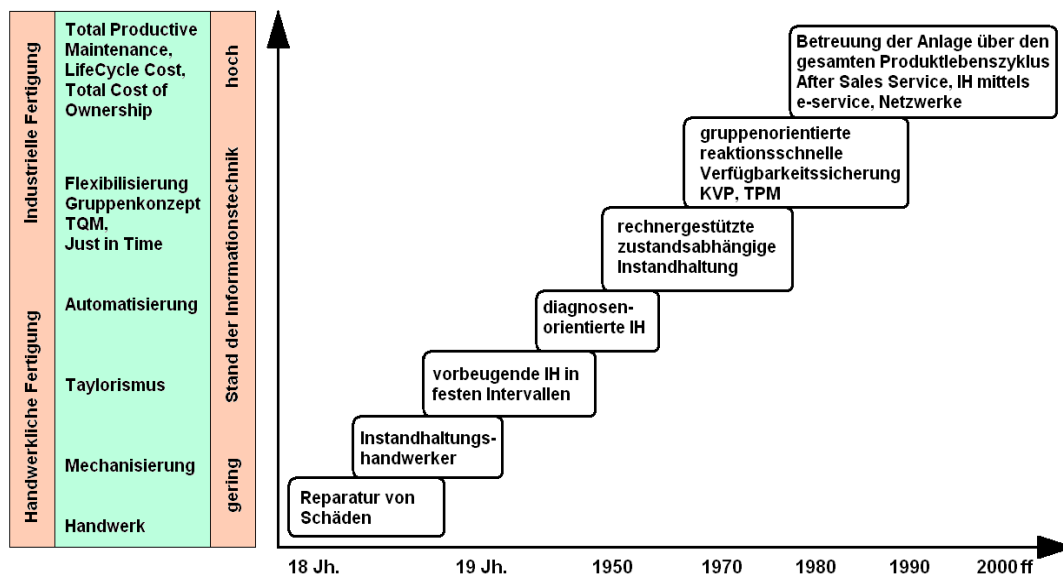 Industrielle Fertigung
Handwerkliche Fertigung
Total Productive
Maintenance,
LifeCycle Cost,
Total Cost of
Ownership
Flexibilisierung
Gruppenkonzept
TQM,
Just in Time
Automatisierung
Taylorismus
Mechanisierung
Handwerk
hoch
Stand der Informationstechnik
gering
Betreuung der Anlage über den
gesamten Produktlebenszyklus
After Sales Service, IH mittels
e-service, Netzwerke
gruppenorientierte
reaktionsschnelle
Verfügbarkeitssicherung
KVP, TPM
rechnergestützte
zustandsabhängige
Instandhaltung
diagnosen-
orientierte IH
vorbeugende IH in
festen Intervallen
Instandhaltungs-
handwerker
Reparatur von
Schäden
18 Jh. 19 Jh. 1950 1970 1980 1990 2000 ff